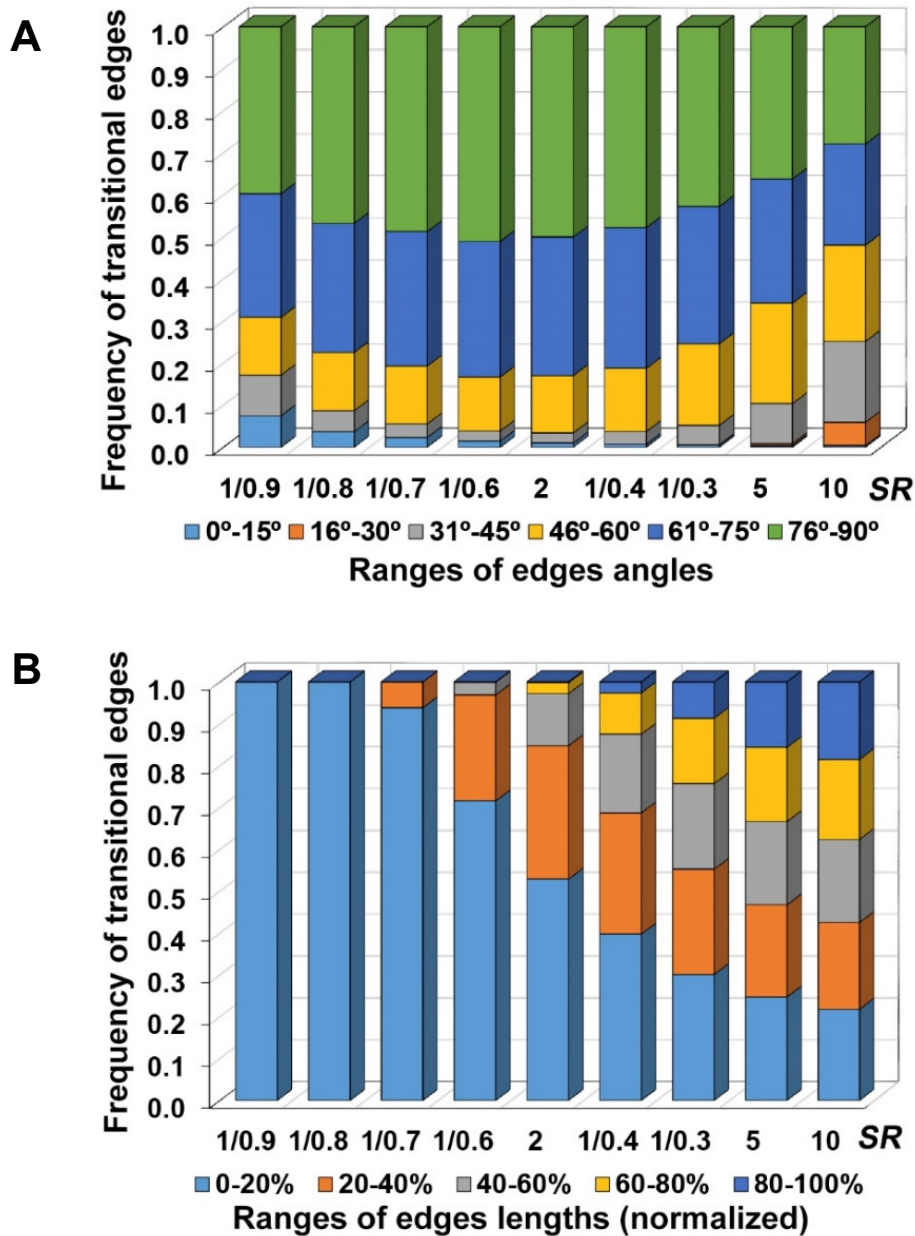 A
Frequency of transitional edges
1.0
0.9
0.8
0.7
0.6
0.5
0.4
0.3
0.2
0.1
0.0
1/0.9 1/0.8 1/0.7 1/0.6 2 1/0.4 1/0.3 5 10 SR
0º-15º 16º-30º 31º-45º 46º-60º 61º-75º 76º-90º
Ranges of edges angles
B
Frequency of transitional edges
1.0
0.9
0.8
0.7
0.6
0.5
0.4
0.3
0.2
0.1
0.0
1/0.9 1/0.8 1/0.7 1/0.6 2 1/0.4 1/0.3 5 10 SR
0-20% 20-40% 40-60% 60-80% 80-100%
Ranges of edges lengths (normalized)